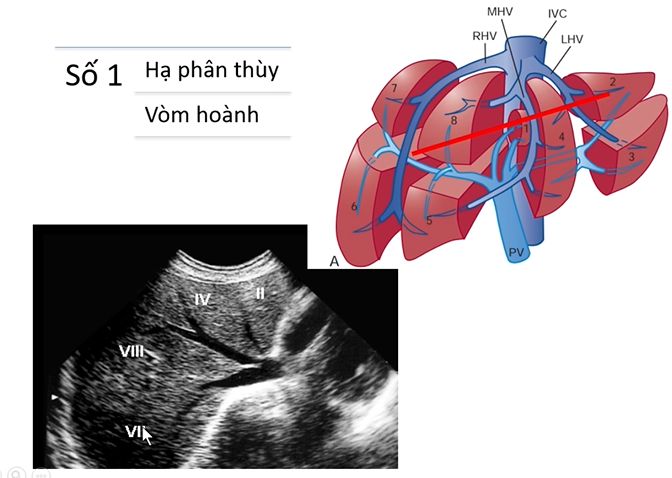 Số 1
Hạ phân thùy
Vòm hoành
MHV
IVC
RHV
LHV
7
2
8
1
4
3
6
5
A
PV
IV
II
VIII
VII